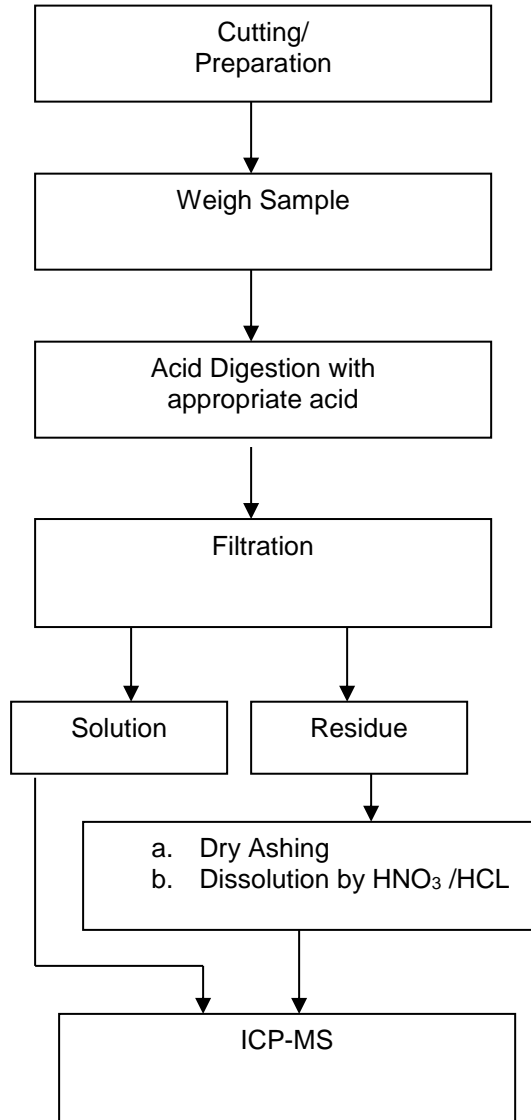 Cutting/
Preparation
Weigh Sample
Acid Digestion with
appropriate acid
Filtration
Solution
Residue
a. Dry Ashing
b. Dissolution by HNO₃ /HCL
ICP-MS